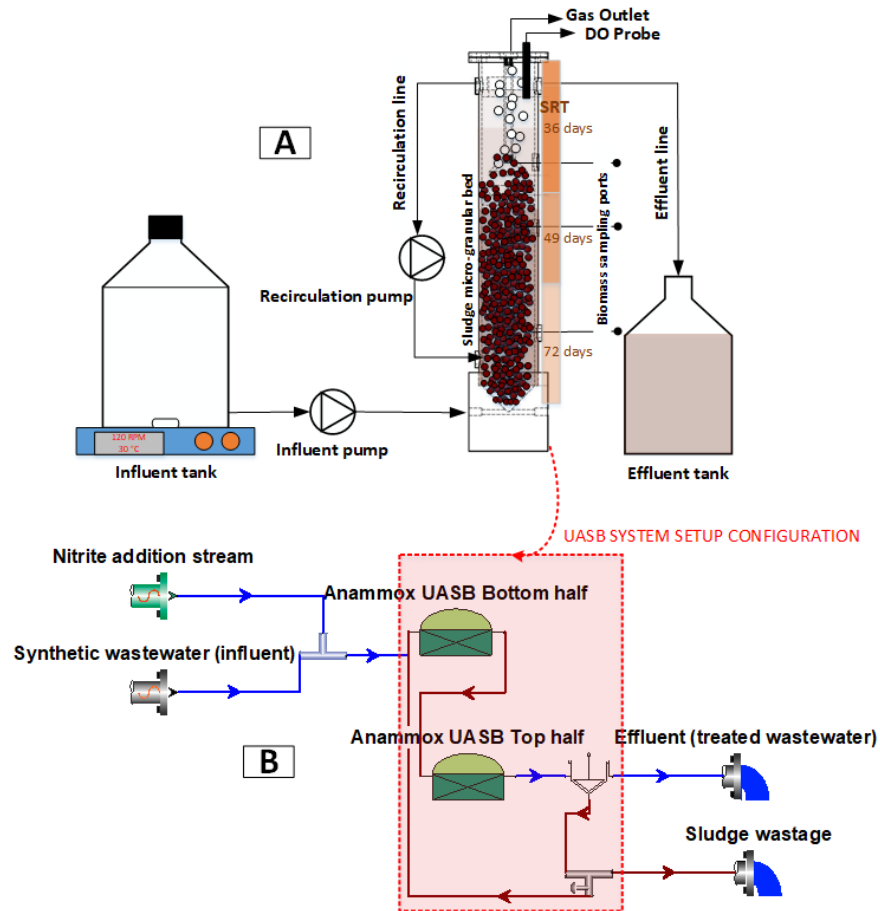 Gas Outlet
DO Probe
Recirculation line
A
SRT
36 days
Sludge micro-granular bed
49 days
Biomass sampling ports
Effluent line
Recirculation pump
72 days
120 RPM
30 °C
Influent tank
Influent pump
Effluent tank
UASB SYSTEM SETUP CONFIGURATION
Nitrite addition stream
Anammox UASB Bottom half
Synthetic wastewater (influent)
Anammox UASB Top half
Effluent (treated wastewater)
B
Sludge wastage